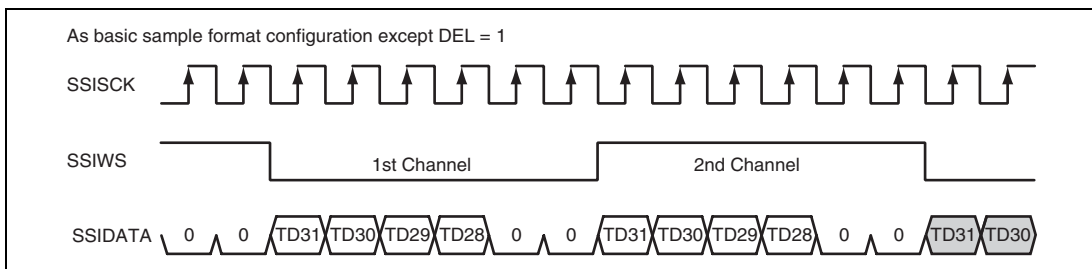 As basic sample format configuration except DEL = 1
SSISCK
SSIWS 1st Channel 2nd Channel
SSIDATA 0 0 TD31 TD30 TD29 TD28 0 0 TD31 TD30 TD29 TD28 0 0 TD31 TD30